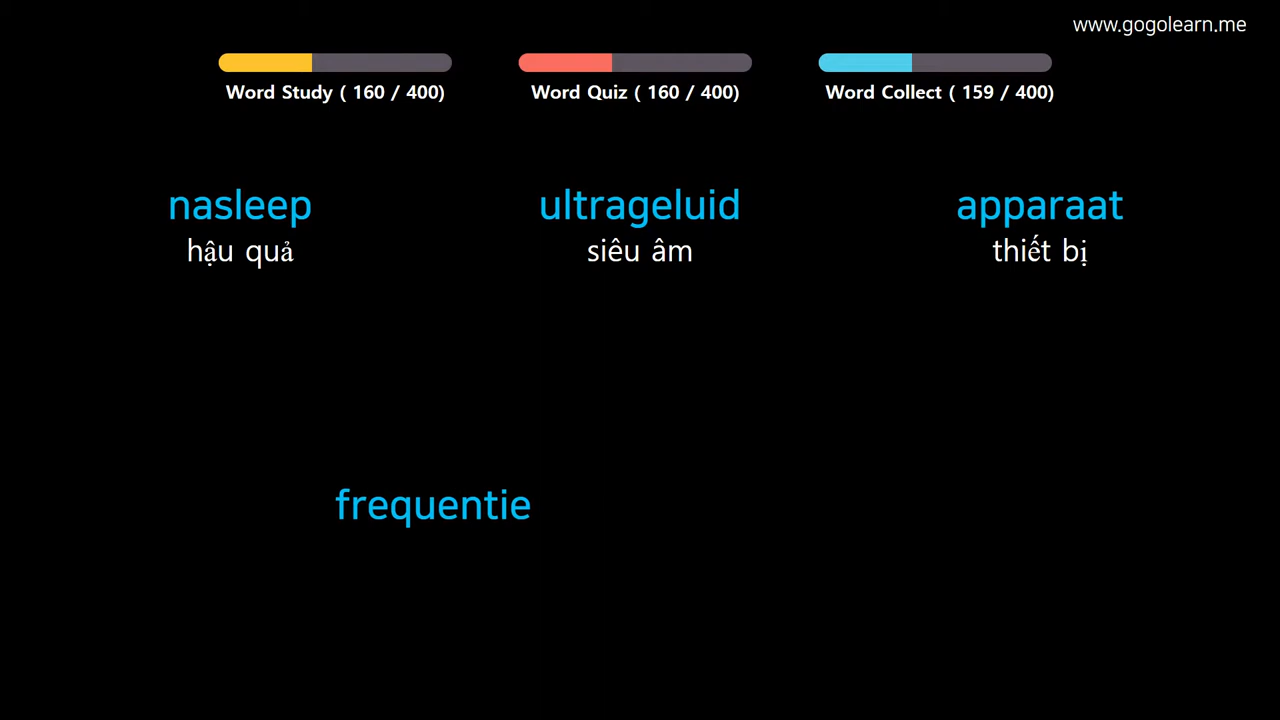 www.gogolearn.me
Word Study ( 160 / 400)
Word Quiz ( 160 / 400)
Word Collect ( 159 / 400)
nasleep
hậu quả
ultrageluid
siêu âm
apparaat
thiết bị
frequentie